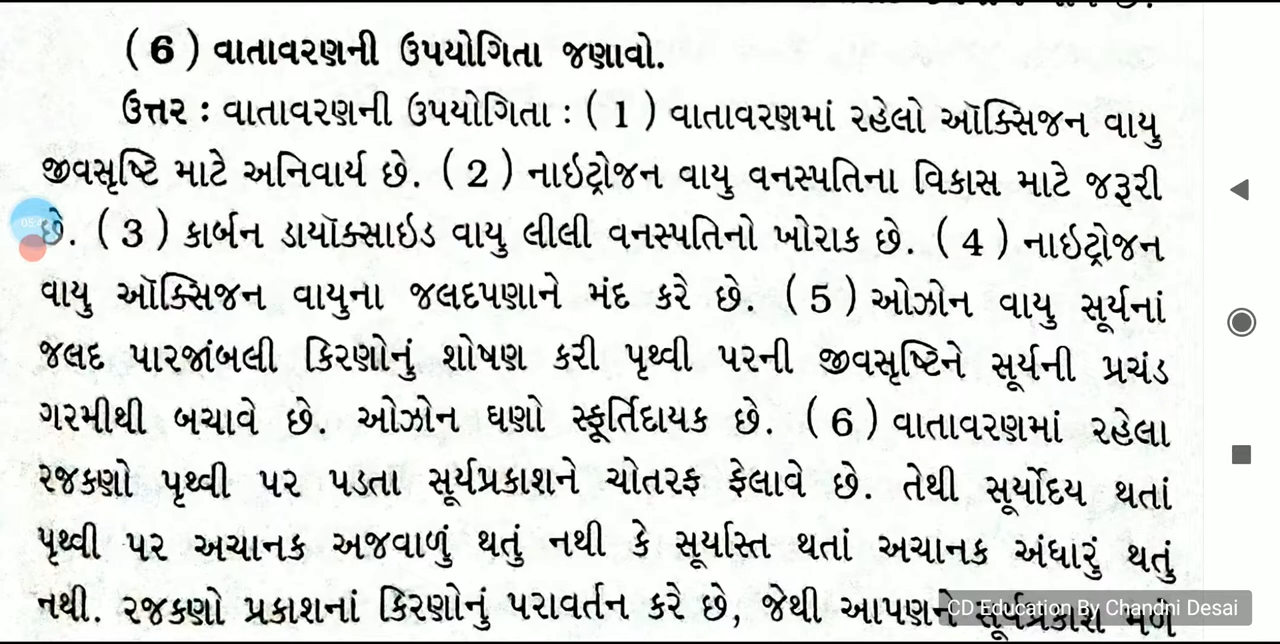 (6) વાતાવરણની ઉપયોગિતા જણાવો.
ઉત્તર : વાતાવરણની ઉપયોગિતા : (1) વાતાવરણમાં રહેલો ઑક્સિજન વાયુ
જીવસૃષ્ટિ માટે અનિવાર્ય છે. (2) નાઇટ્રોજન વાયુ વનસ્પતિના વિકાસ માટે જરૂરી
છે. (3) કાર્બન ડાયૉક્સાઇડ વાયુ લીલી વનસ્પતિનો ખોરાક છે. (4) નાઇટ્રોજન
વાયુ ઑક્સિજન વાયુના જલદપણાને મંદ કરે છે. (5) ઓઝોન વાયુ સૂર્યનાં
જલદ પારજાંબલી કિરણોનું શોષણ કરી પૃથ્વી પરની જીવસૃષ્ટિને સૂર્યની પ્રચંડ
ગરમીથી બચાવે છે. ઓઝોન ઘણો સ્ફૂર્તિદાયક છે. (6) વાતાવરણમાં રહેલા
રજકણો પૃથ્વી પર પડતા સૂર્યપ્રકાશને ચોતરફ ફેલાવે છે. તેથી સૂર્યોદય થતાં
પૃથ્વી પર અચાનક અજવાળું થતું નથી કે સૂર્યાસ્ત થતાં અચાનક અંધારું થતું
નથી. રજકણો પ્રકાશનાં કિરણોનું પરાવર્તન કરે છે, જેથી આપણને સૂર્યપ્રકાશ મળે
CD Education By Chandni Desai